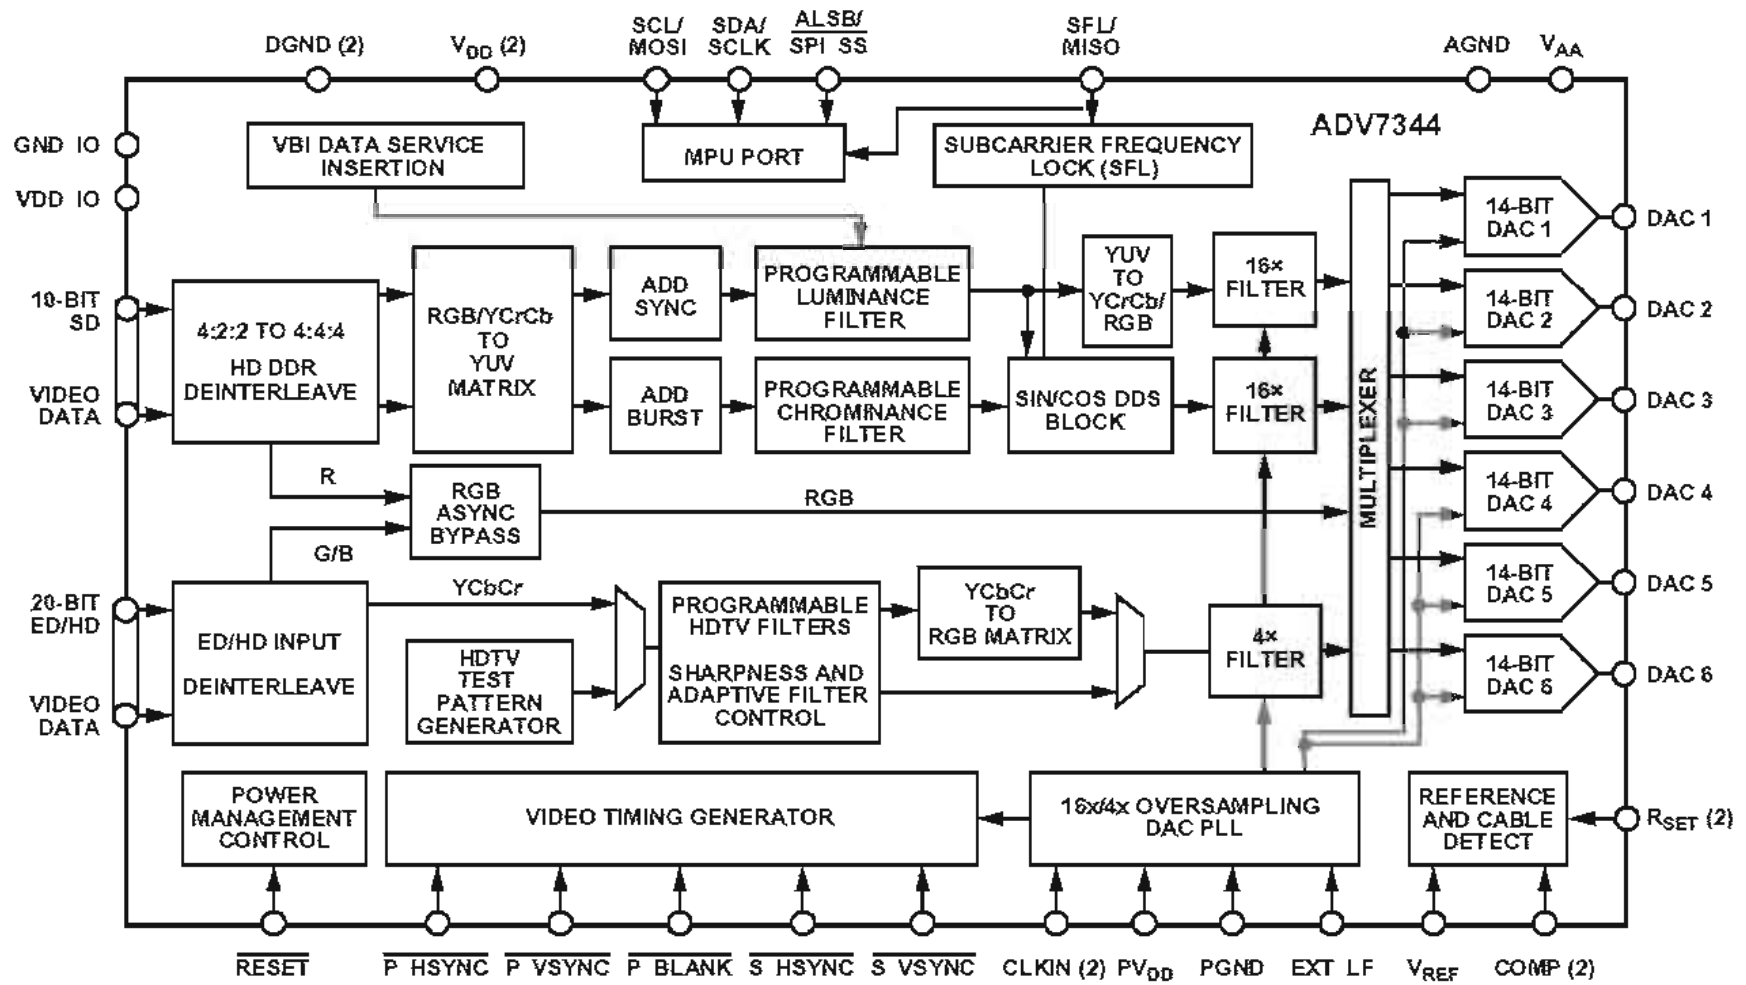 DGND (2)
VDD (2)
SCL/
MOSI
SDA/
SCLK
ALSB/
SPI SS
SFL/
MISO
AGND
VAA
ADV7344
GND IO
VDD IO
VBI DATA SERVICE
INSERTION
MPU PORT
SUBCARRIER FREQUENCY
LOCK (SFL)
10-BIT
SD
VIDEO
DATA
4:2:2 TO 4:4:4
HD DDR
DEINTERLEAVE
RGB/YCrCb
TO
YUV
MATRIX
ADD
SYNC
PROGRAMMABLE
LUMINANCE
FILTER
YUV
TO
YCrCb/
RGB
16×
FILTER
ADD
BURST
PROGRAMMABLE
CHROMINANCE
FILTER
SIN/COS DDS
BLOCK
16×
FILTER
MULTIPLEXER
14-BIT
DAC 1
DAC 1
14-BIT
DAC 2
DAC 2
14-BIT
DAC 3
DAC 3
14-BIT
DAC 4
DAC 4
14-BIT
DAC 5
DAC 5
14-BIT
DAC 6
DAC 6
R
G/B
RGB
ASYNC
BYPASS
RGB
20-BIT
ED/HD
VIDEO
DATA
ED/HD INPUT
DEINTERLEAVE
YCbCr
HDTV
TEST
PATTERN
GENERATOR
PROGRAMMABLE
HDTV FILTERS
SHARPNESS AND
ADAPTIVE FILTER
CONTROL
YCbCr
TO
RGB MATRIX
4×
FILTER
POWER
MANAGEMENT
CONTROL
VIDEO TIMING GENERATOR
16x/4x OVERSAMPLING
DAC PLL
REFERENCE
AND CABLE
DETECT
RSET (2)
RESET
P HSYNC
P VSYNC
P BLANK
S HSYNC
S VSYNC
CLKIN (2)
PVDD
PGND
EXT LF
VREF
COMP (2)